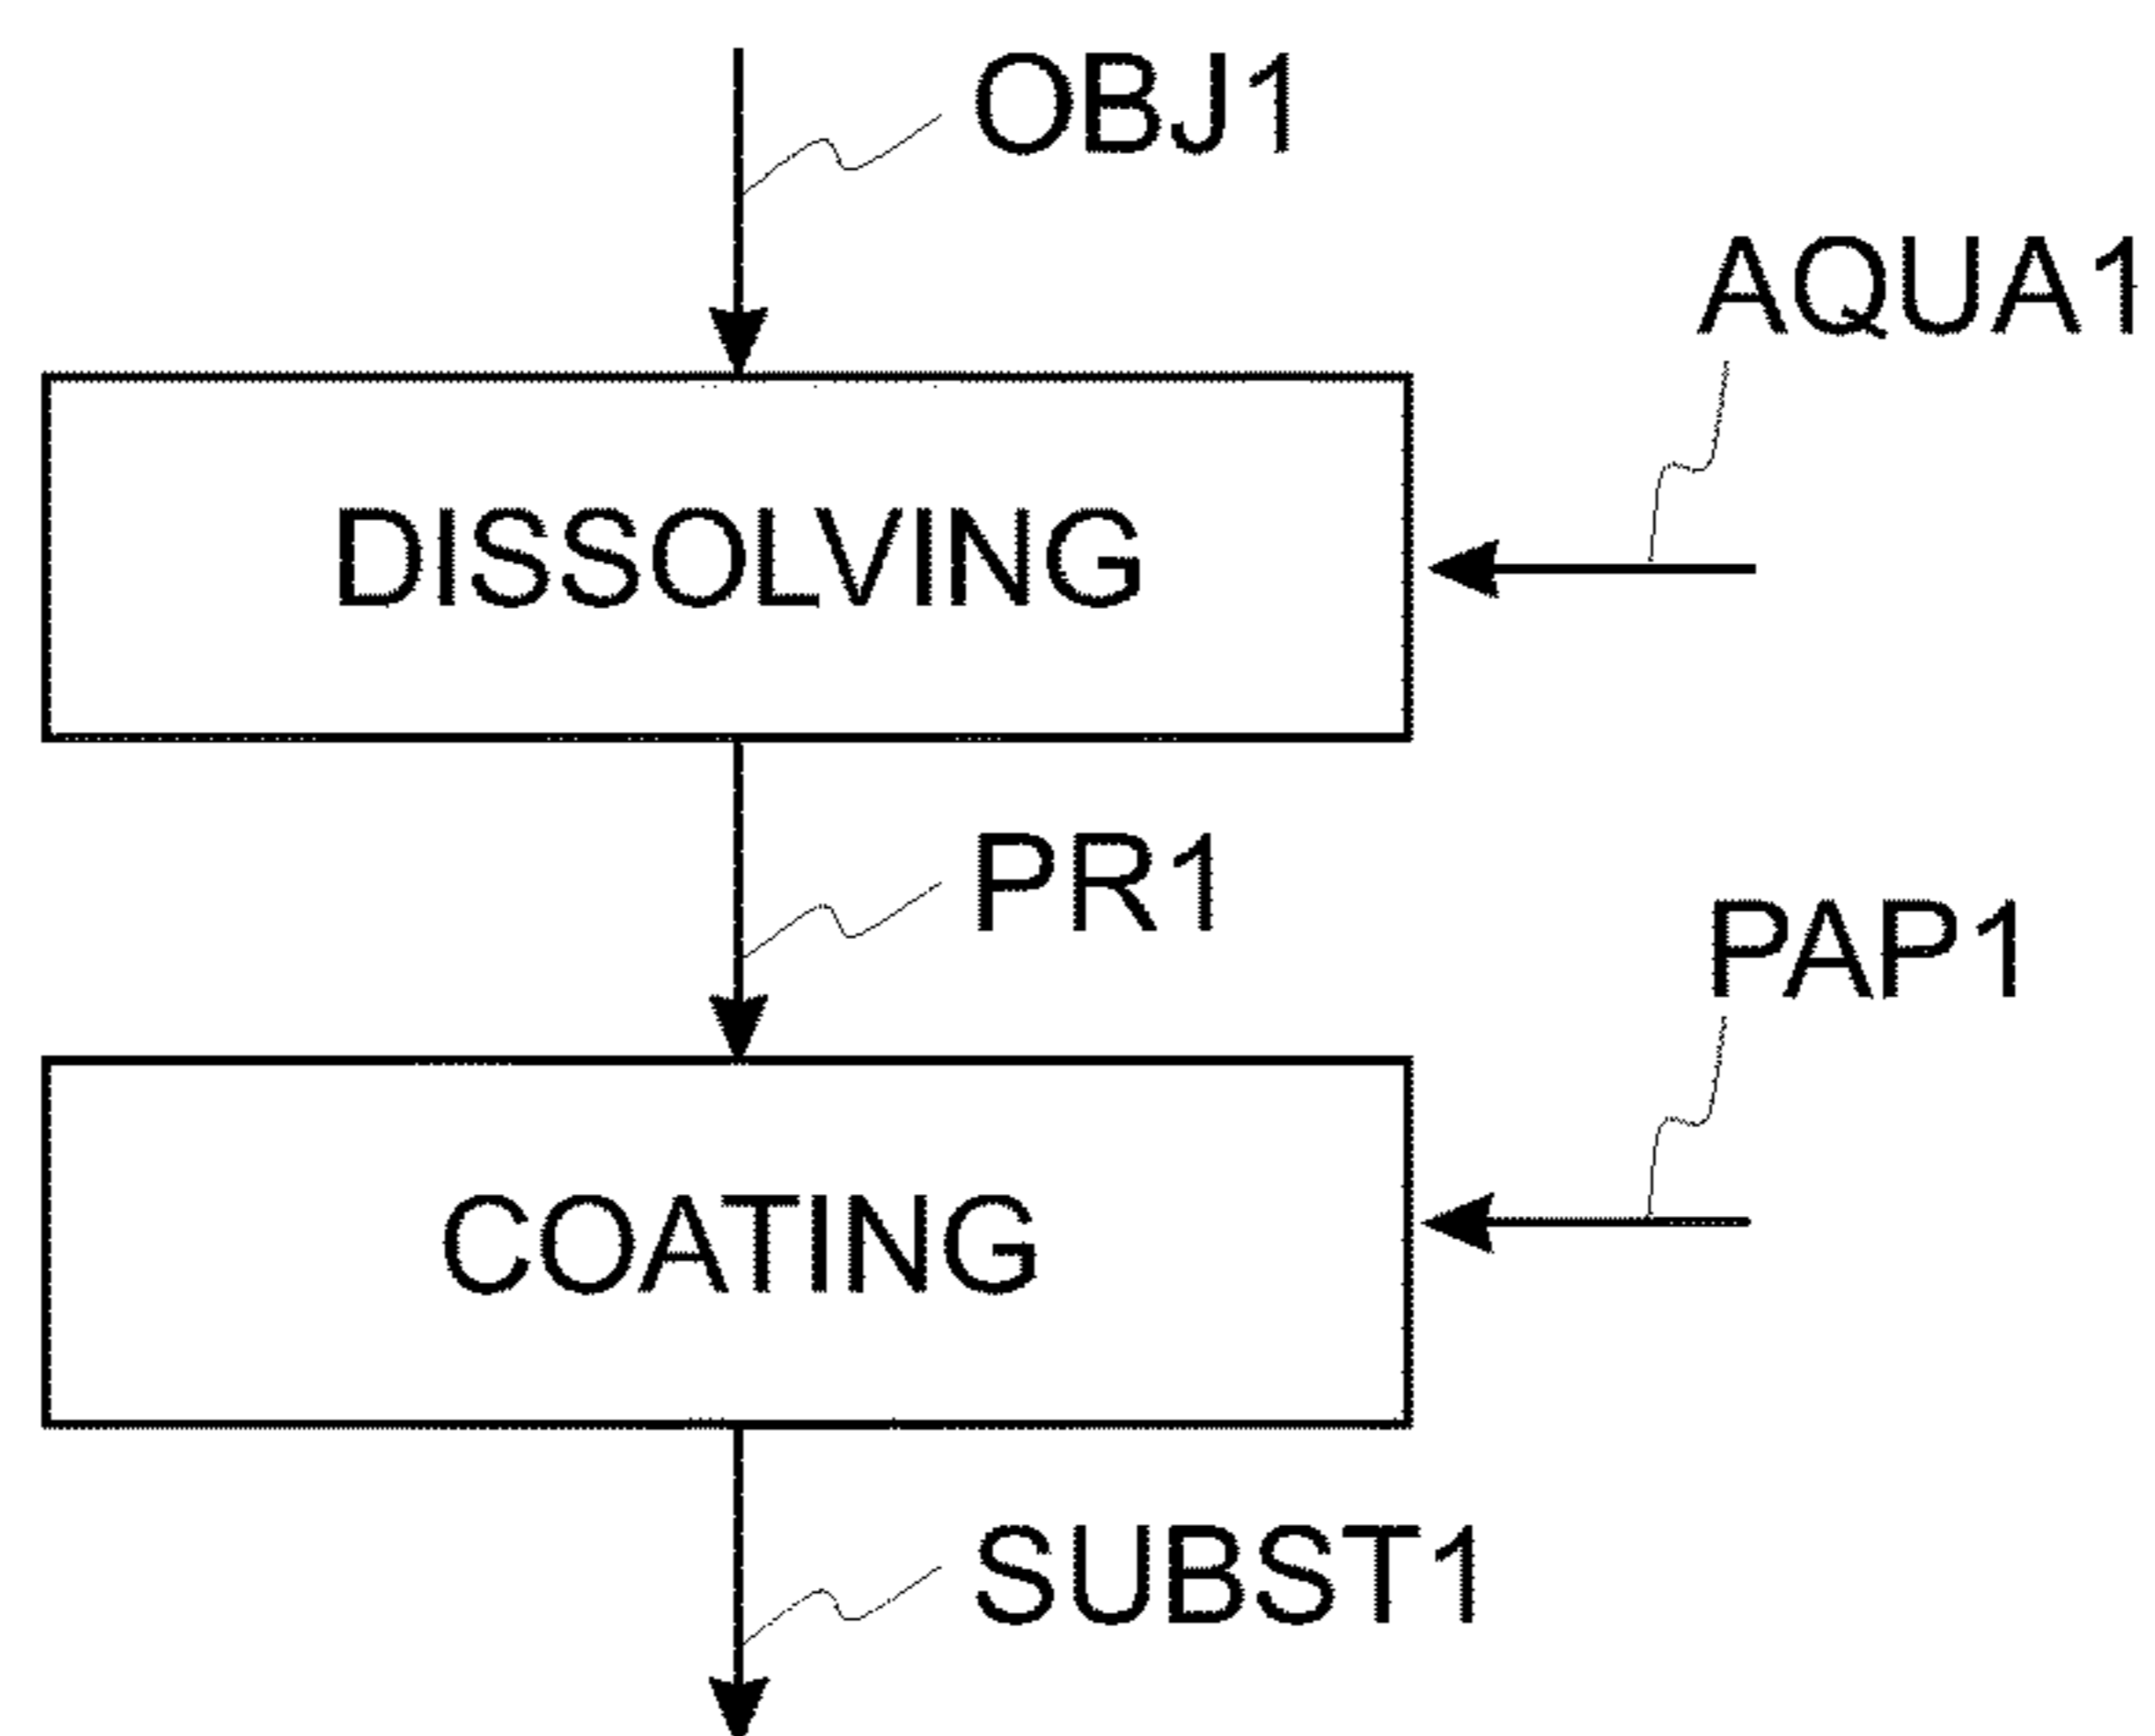 OBJ1
AQUA1
DISSOLVING
PR1
PAP1
COATING
SUBST1